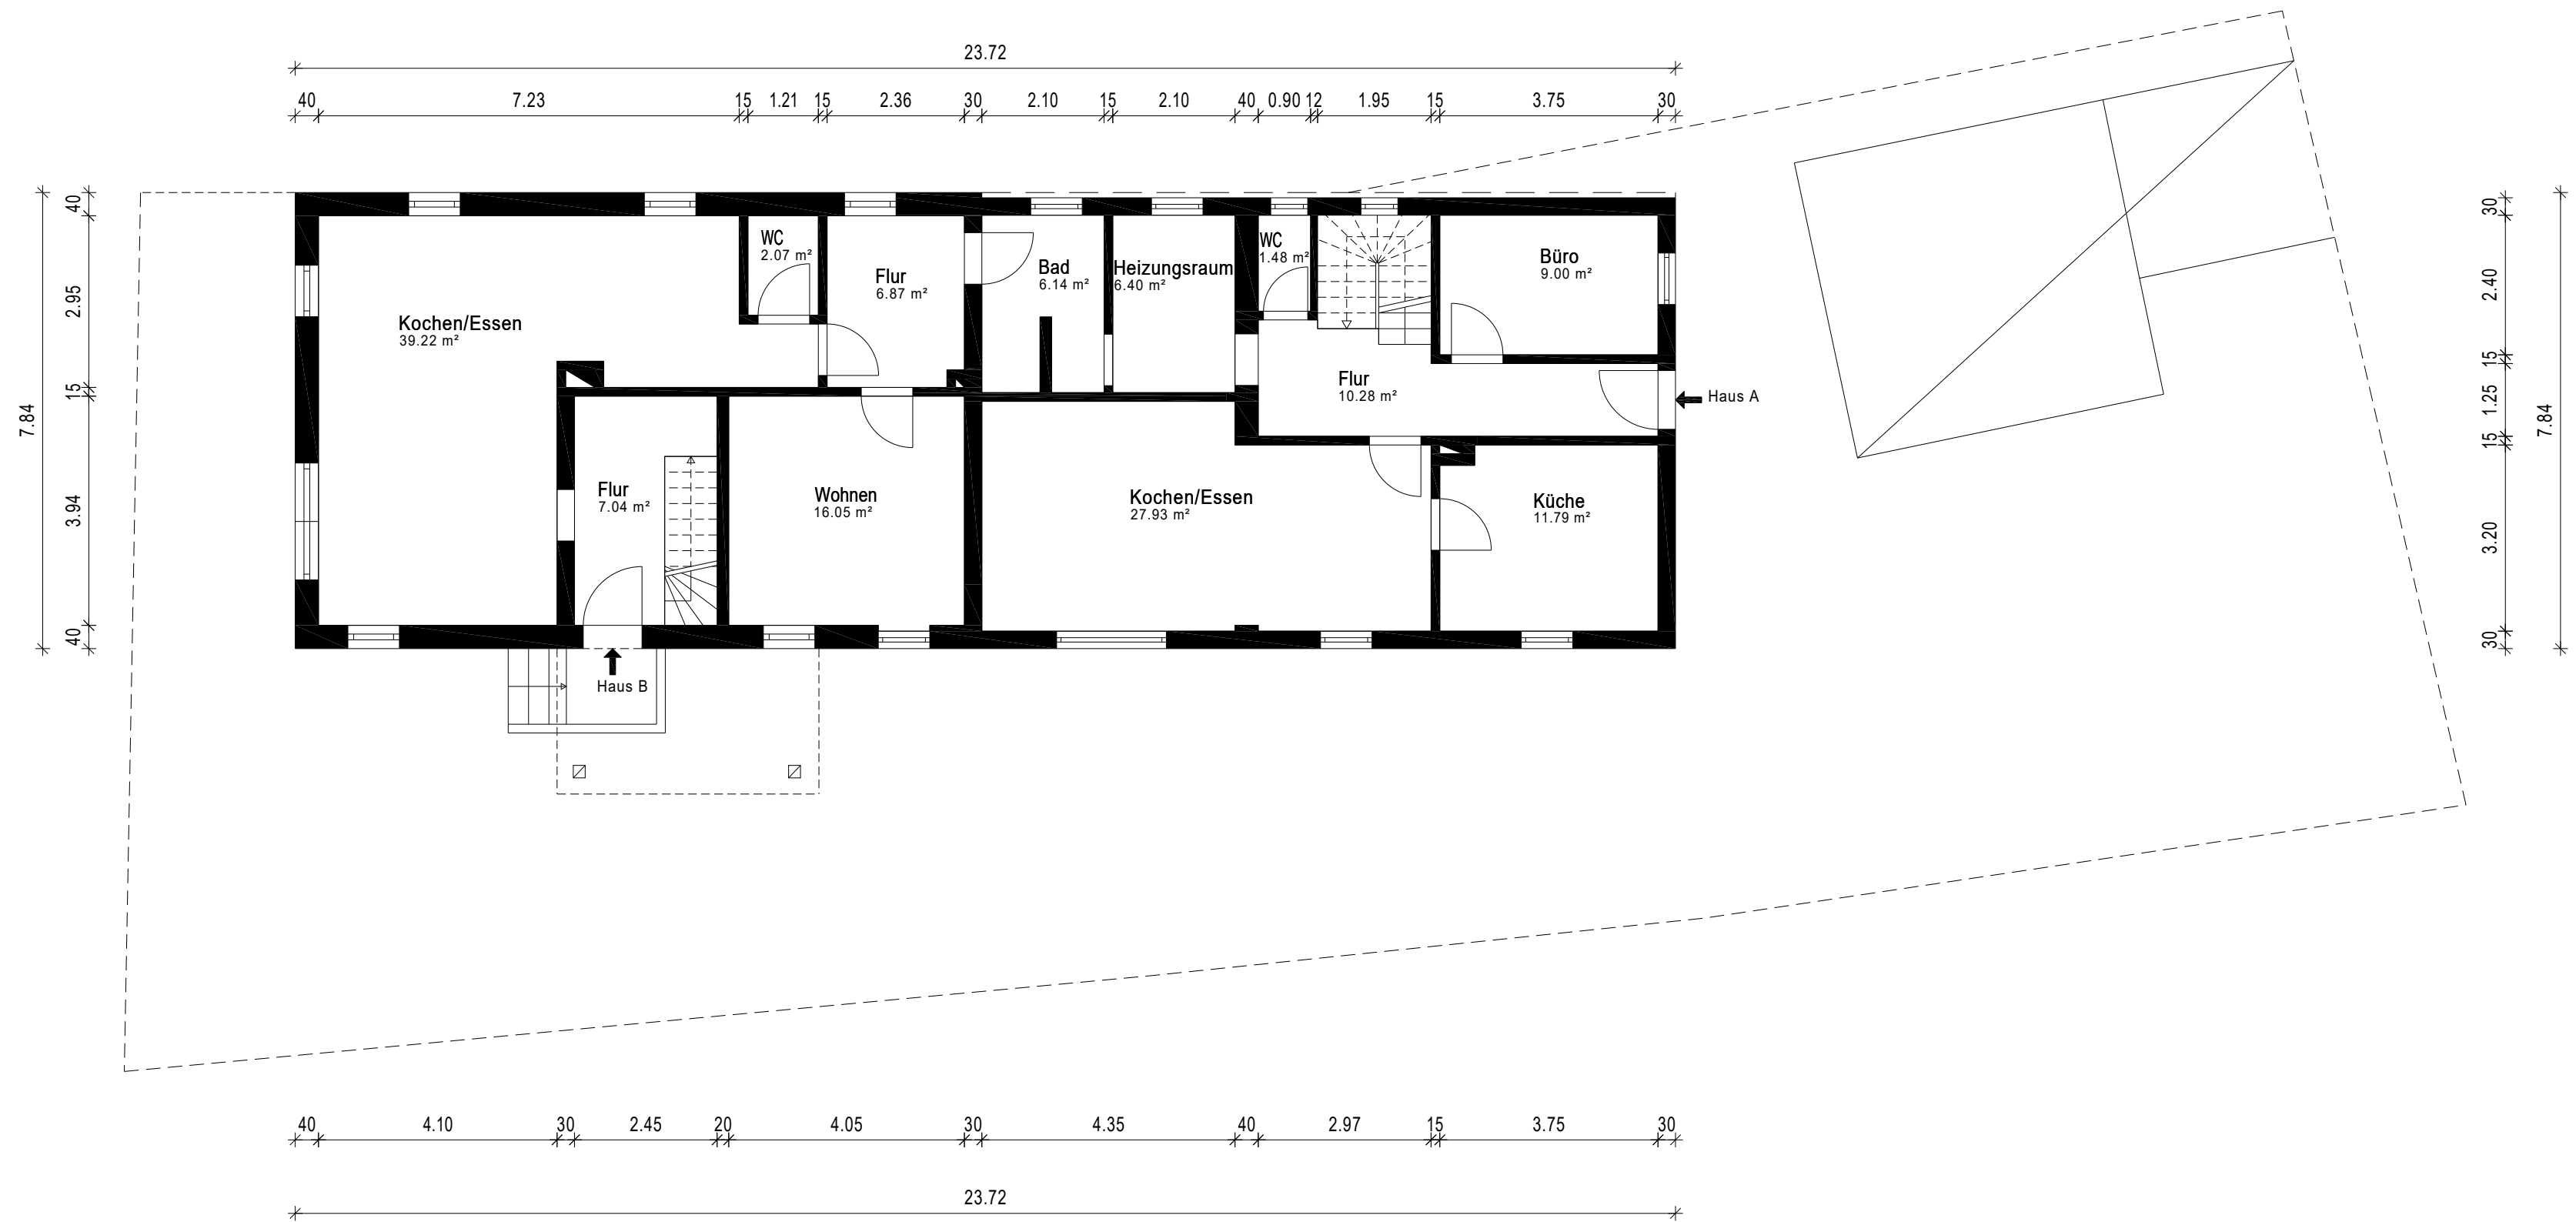 23.72
40 7.23 15 1.21 15 2.36 30 2.10 15 2.10 40 0.90 12 1.95 15 3.75 30
7.84
40
2.95
15
3.94
40
WC
2.07 m²
Flur
6.87 m²
Kochen/Essen
39.22 m²
Bad
6.14 m²
Heizungsraum
6.40 m²
WC
1.48 m²
Büro
9.00 m²
Flur
10.28 m²
Haus A
Flur
7.04 m²
Wohnen
16.05 m²
Kochen/Essen
27.93 m²
Küche
11.79 m²
Haus B
30
2.40
15
1.25
15
3.20
30
7.84
40 4.10 30 2.45 20 4.05 30 4.35 40 2.97 15 3.75 30
23.72